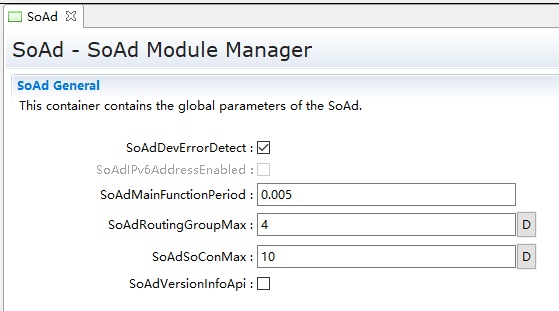 SoAd
SoAd - SoAd Module Manager
SoAd General
This container contains the global parameters of the SoAd.
SoAdDevErrorDetect :
SoAdIPv6AddressEnabled :
SoAdMainFunctionPeriod : 0.005
SoAdRoutingGroupMax : 4 D
SoAdSoConMax : 10 D
SoAdVersionInfoApi :